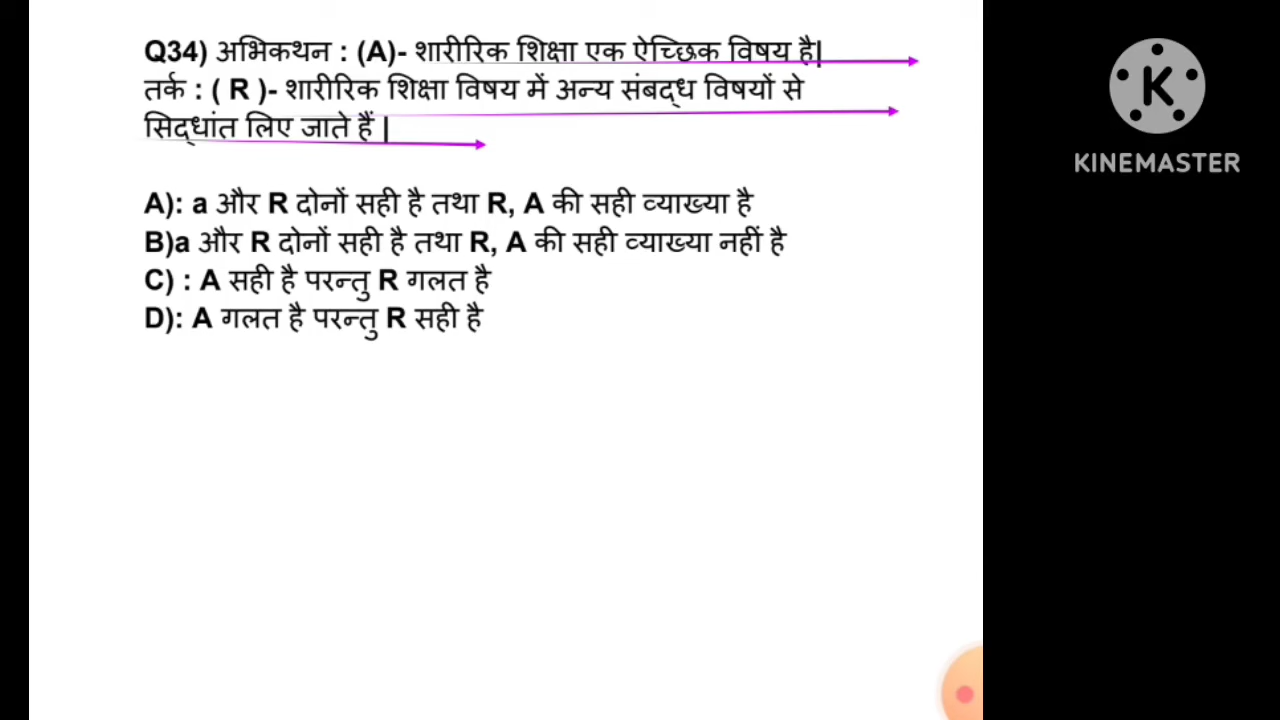 Q34) अभिकथन : (A)- शारीरिक शिक्षा एक ऐच्छिक विषय है|
तर्क : ( R )- शारीरिक शिक्षा विषय में अन्य संबद्ध विषयों से
सिद्धांत लिए जाते हैं |
A): a और R दोनों सही है तथा R, A की सही व्याख्या है
B)a और R दोनों सही है तथा R, A की सही व्याख्या नहीं है
C) : A सही है परन्तु R गलत है
D): A गलत है परन्तु R सही है
K
KINEMASTER